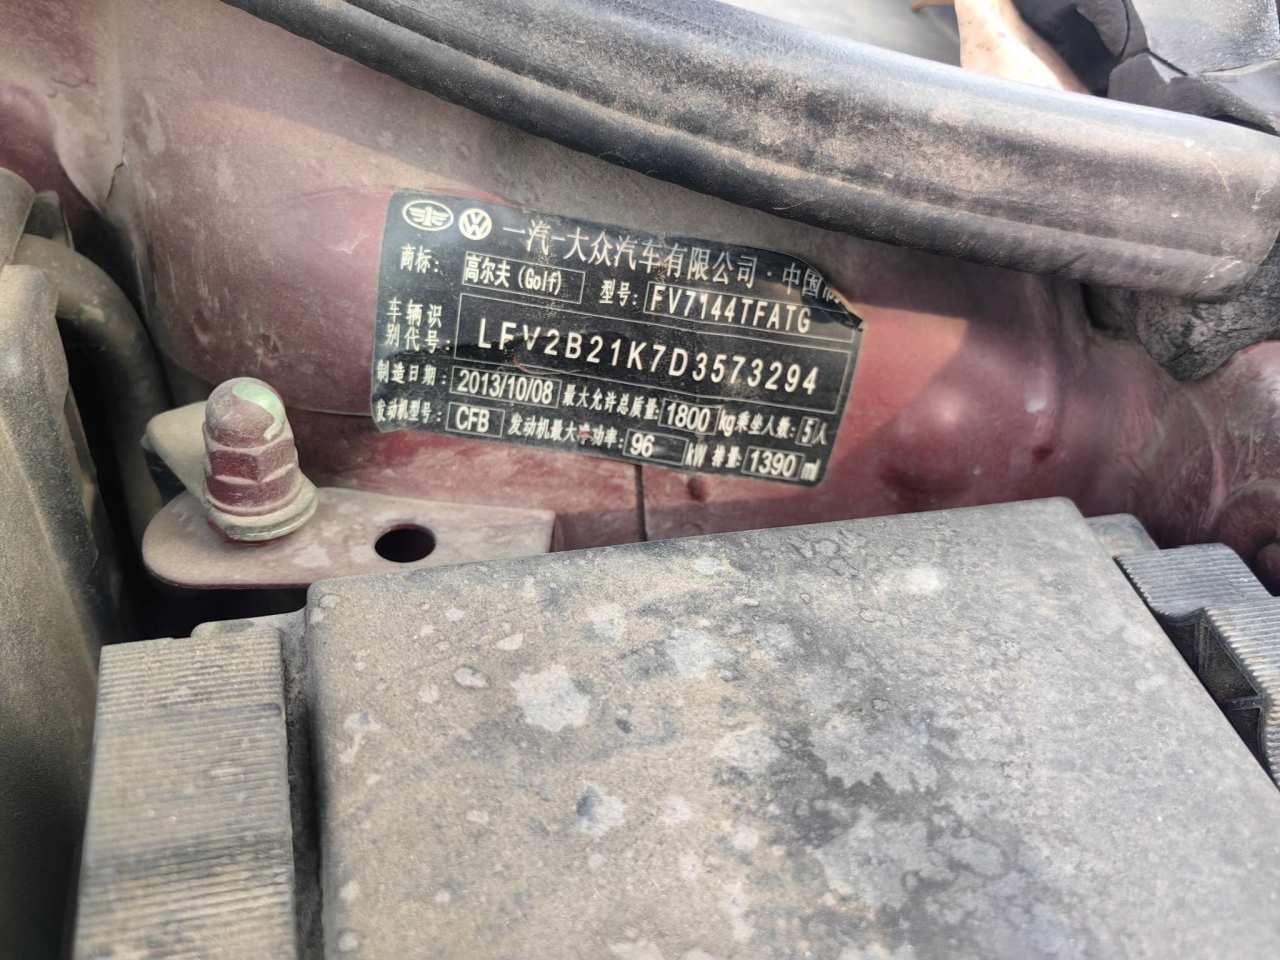 一汽-大众汽车有限公司·中国制
商标: 高尔夫(Golf) 型号: FV7144TFATG
车辆识别代号: LFV2B21K7D3573294
制造日期: 2013/10/08 最大允许总质量: 1800 kg 乘坐人数: 5人
发动机型号: CFB 发动机最大净功率: 96 kW 排量: 1390 ml